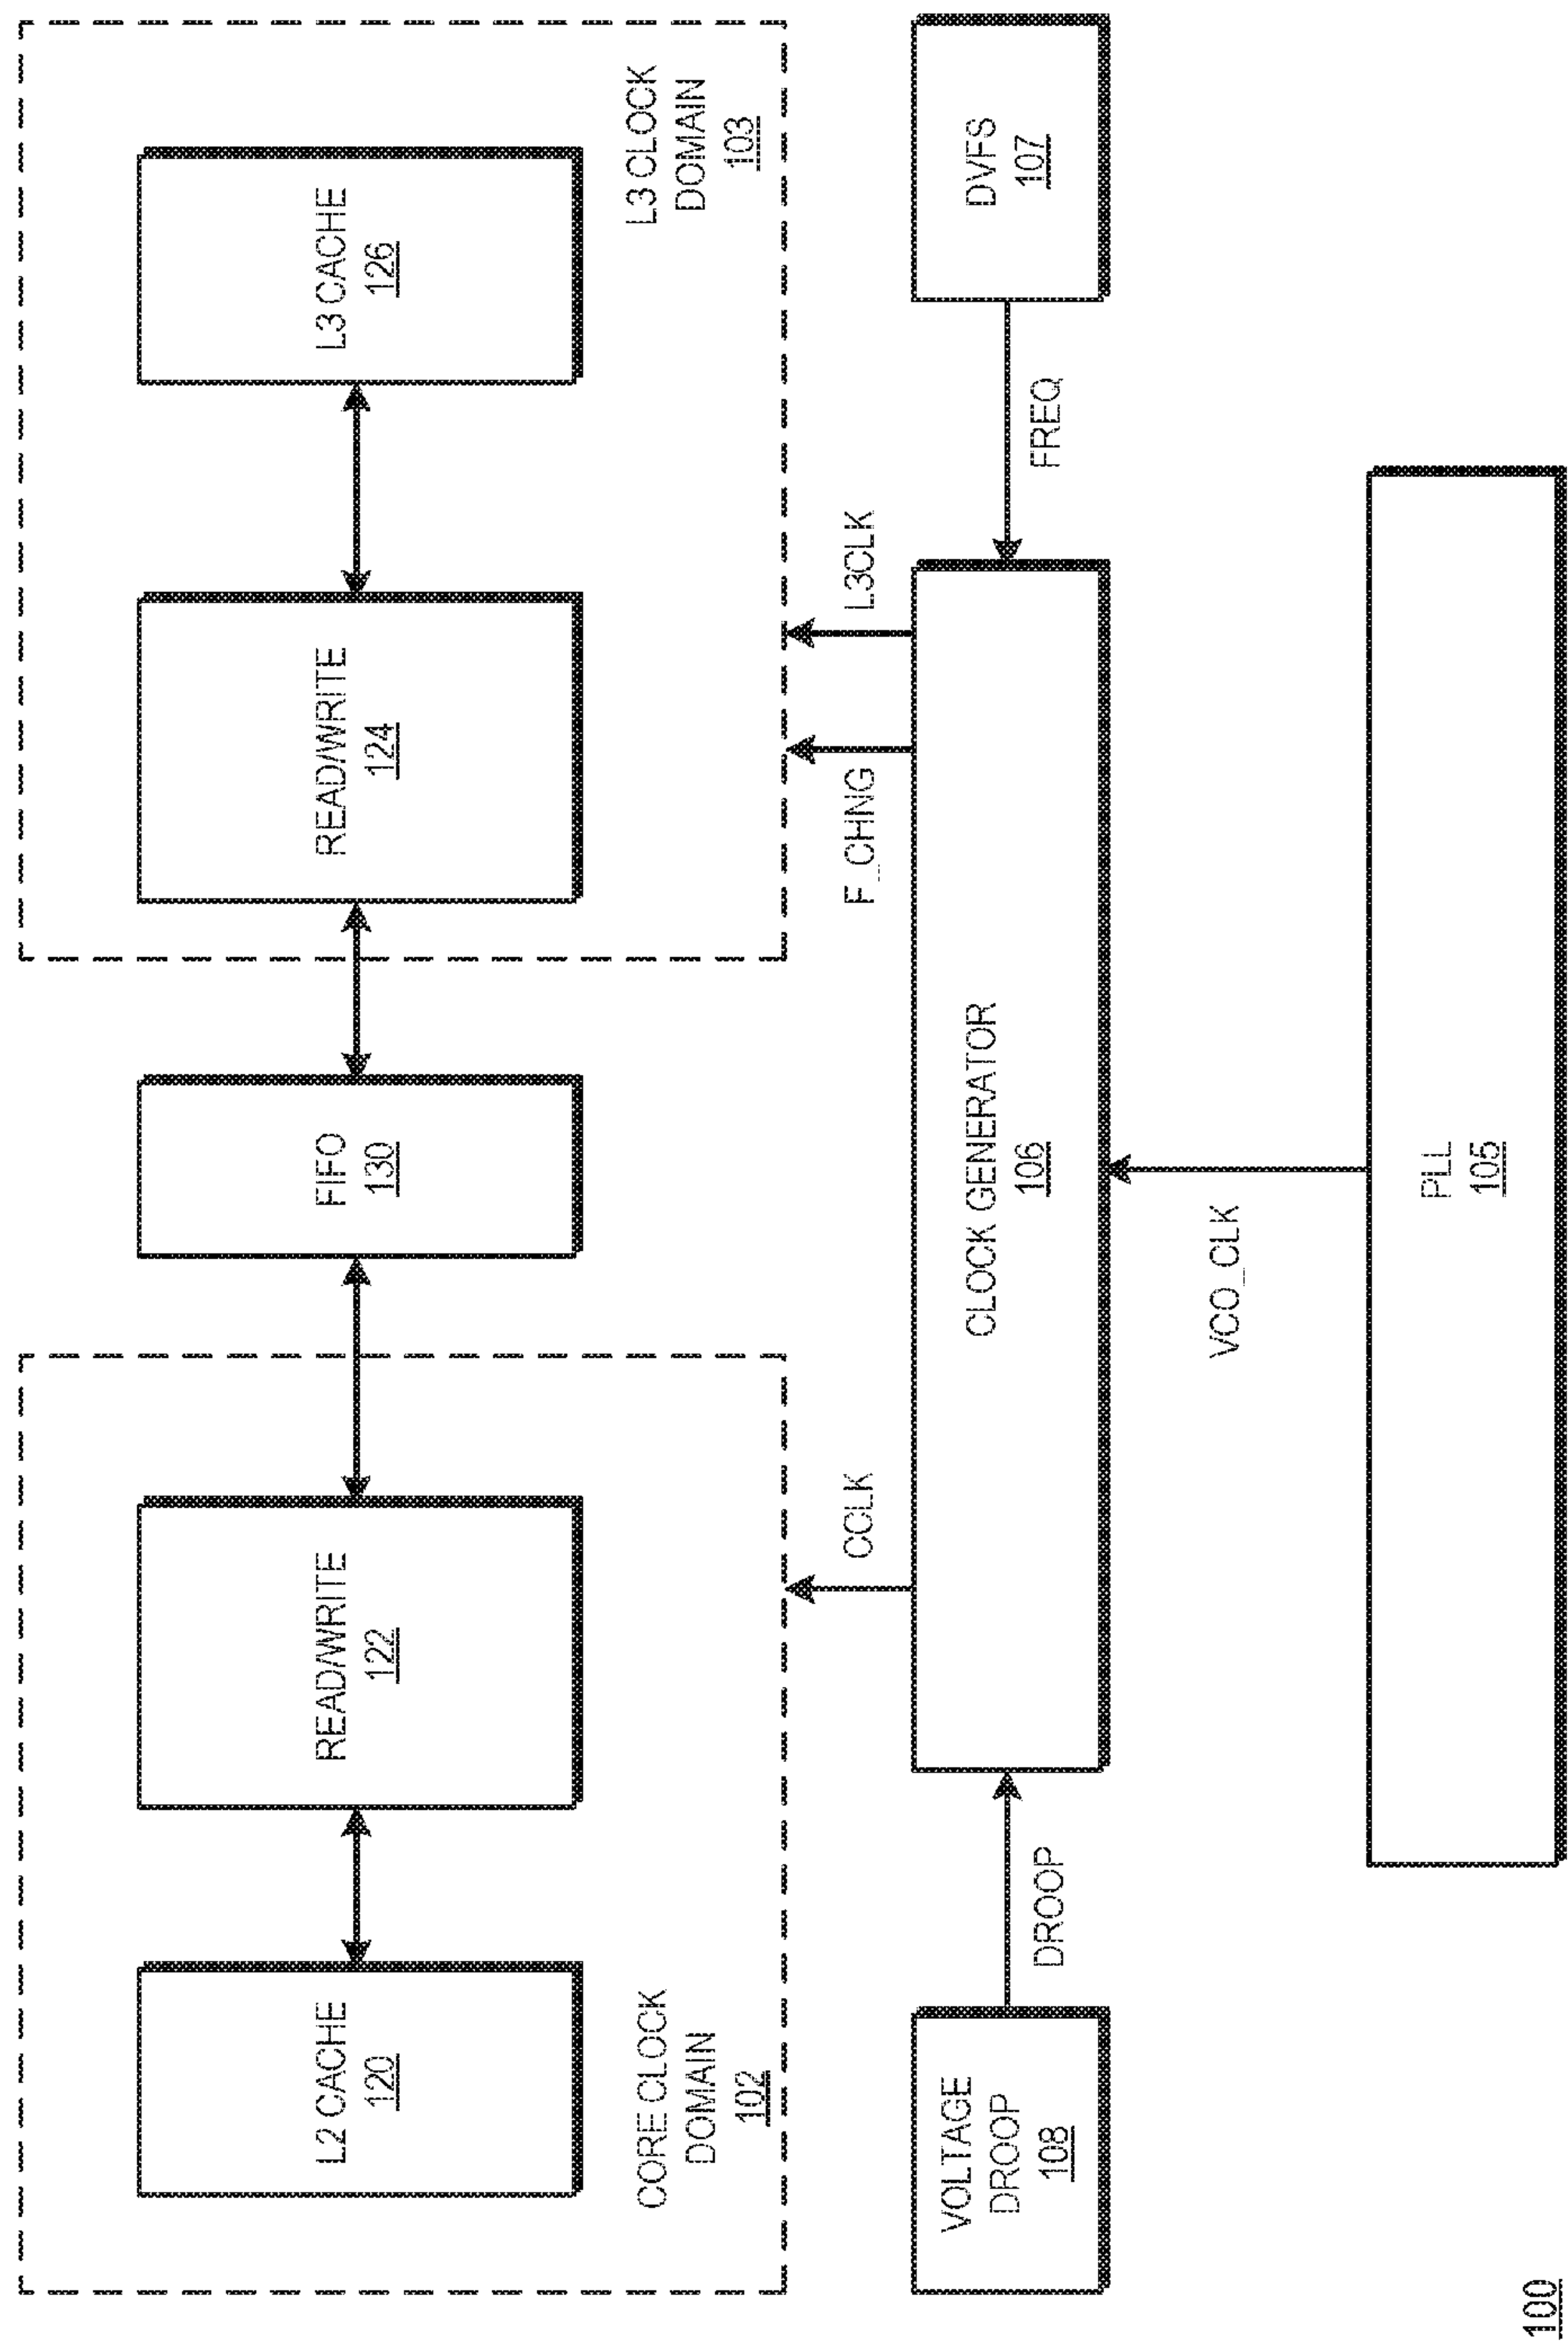 L2 CACHE
120
READ/WRITE
122
FIFO
130
READ/WRITE
124
L3 CACHE
126
CORE CLOCK
DOMAIN
102
L3 CLOCK
DOMAIN
103
CCLK
F_CHNG
L3CLK
VOLTAGE
DROOP
108
DROOP
CLOCK GENERATOR
106
FREQ
DVFS
107
VCO_CLK
PLL
105
100